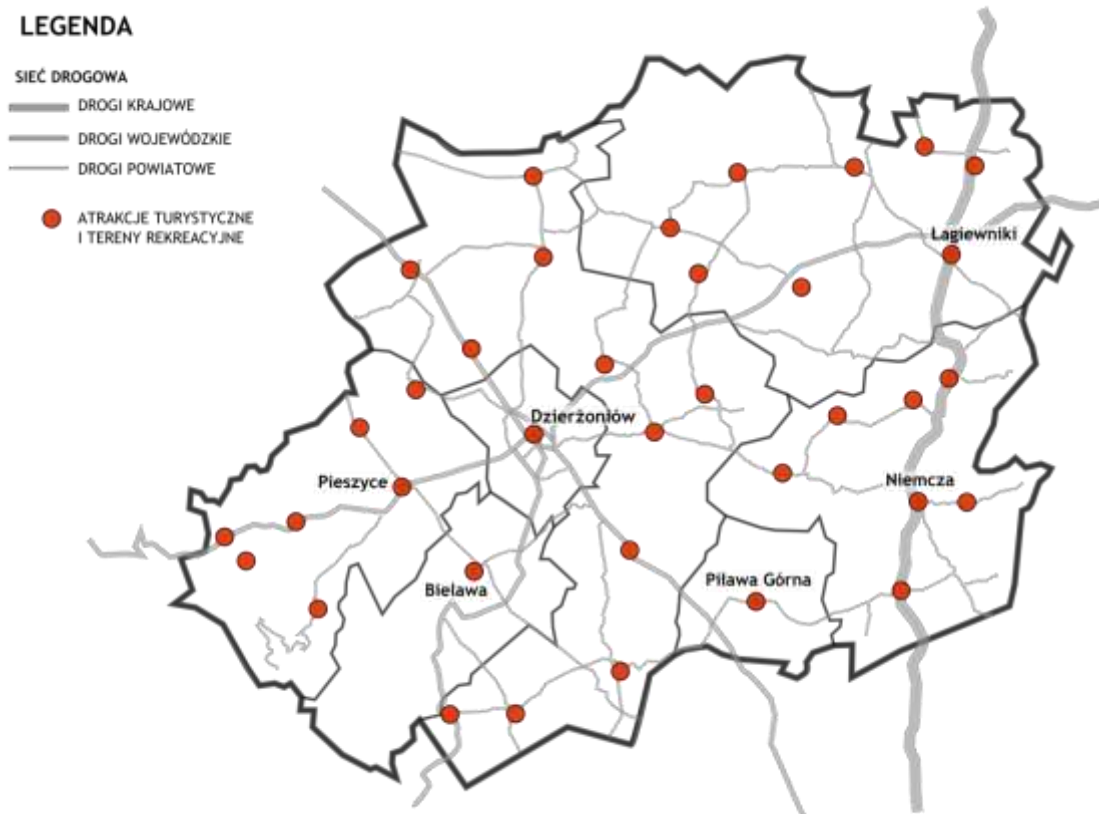 LEGENDA
SIEĆ DROGOWA
DROGI KRAJOWE
DROGI WOJEWÓDZKIE
DROGI POWIATOWE
ATRAKCJE TURYSTYCZNE
I TERENY REKREACYJNE
Łagiewniki
Dzierżoniów
Pieszyce
Niemcza
Bielawa
Piława Górna